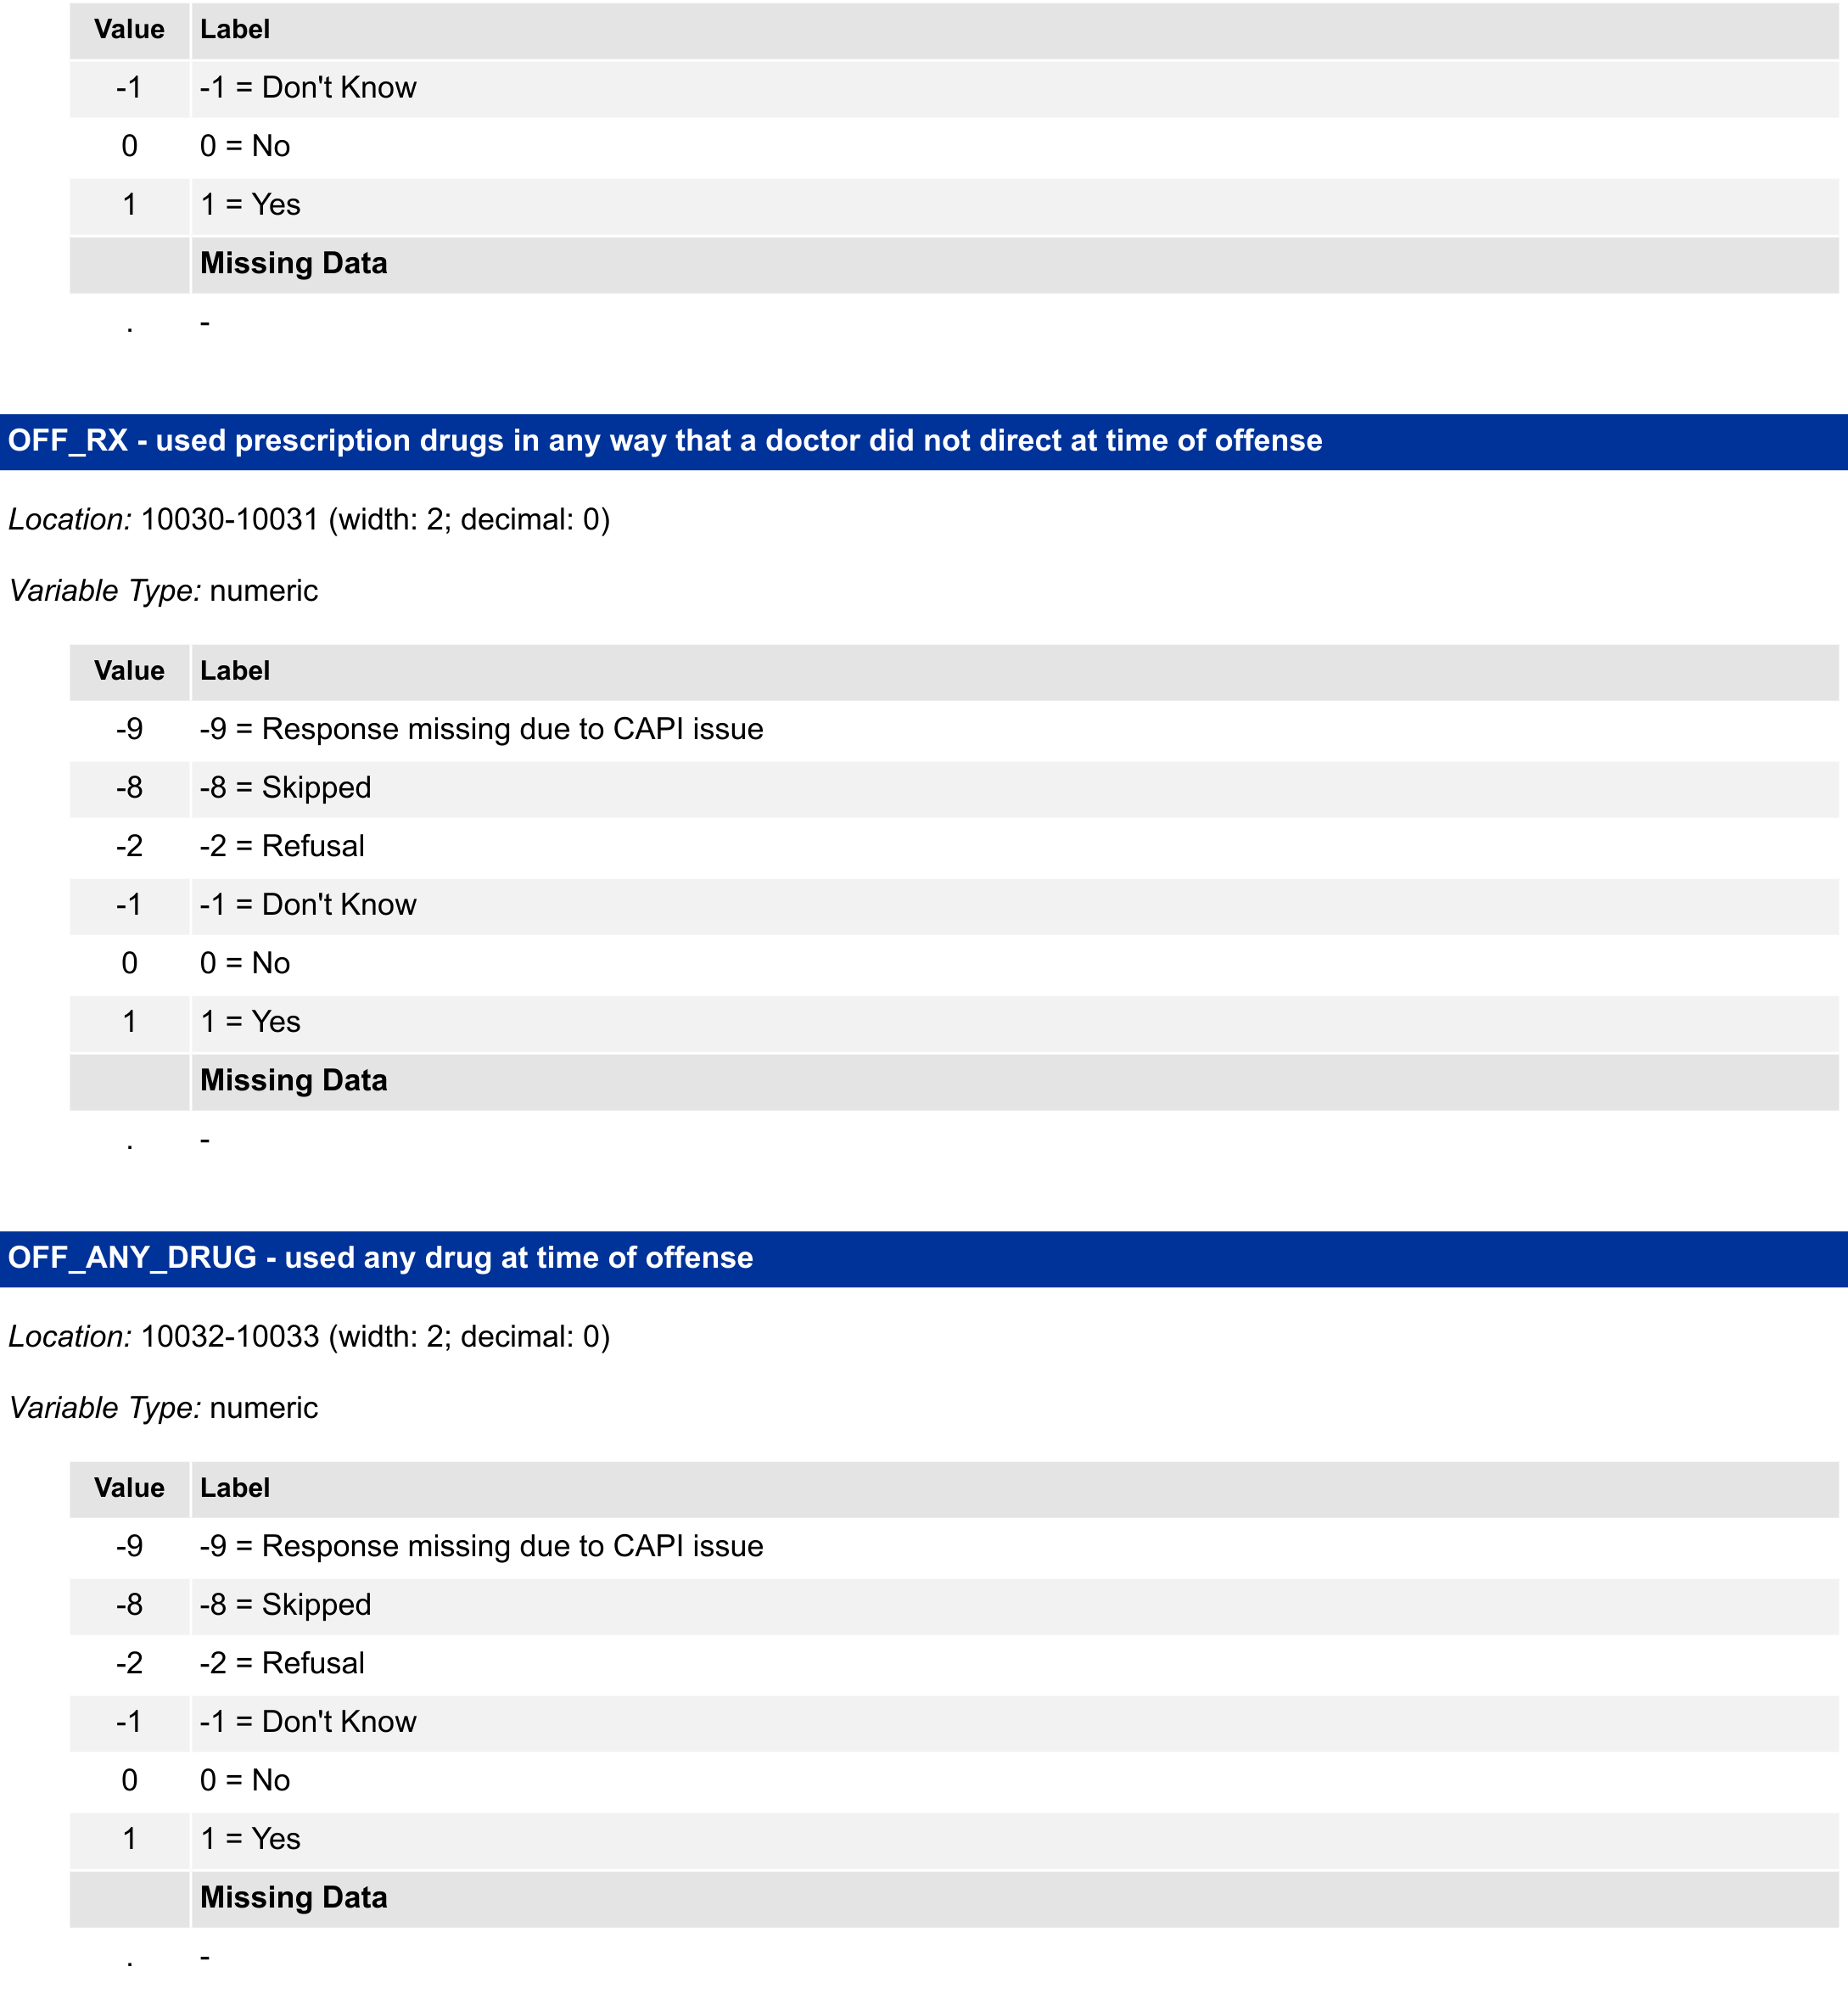 Value Label
-1 -1 = Don't Know
0 0 = No
1 1 = Yes
Missing Data
. -
OFF_RX - used prescription drugs in any way that a doctor did not direct at time of offense
Location: 10030-10031 (width: 2; decimal: 0)
Variable Type: numeric
Value Label
-9 -9 = Response missing due to CAPI issue
-8 -8 = Skipped
-2 -2 = Refusal
-1 -1 = Don't Know
0 0 = No
1 1 = Yes
Missing Data
. -
OFF_ANY_DRUG - used any drug at time of offense
Location: 10032-10033 (width: 2; decimal: 0)
Variable Type: numeric
Value Label
-9 -9 = Response missing due to CAPI issue
-8 -8 = Skipped
-2 -2 = Refusal
-1 -1 = Don't Know
0 0 = No
1 1 = Yes
Missing Data
. -